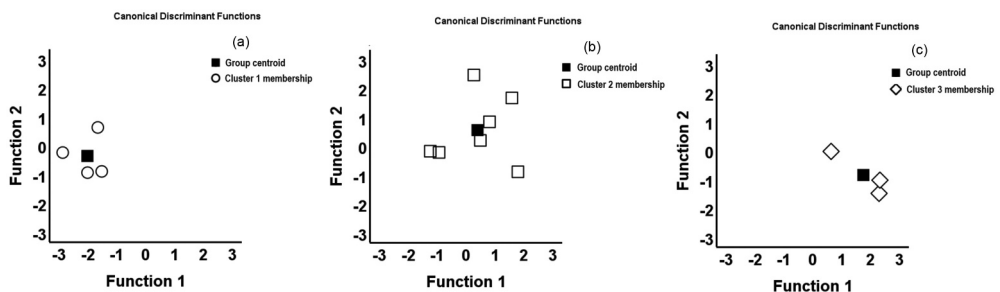 Canonical Discriminant Functions
(a)
Group centroid
Cluster 1 membership
Function 2
3
2
1
0
-1
-2
-3
-3 -2 -1 0 1 2 3
Function 1
Canonical Discriminant Functions
(b)
Group centroid
Cluster 2 membership
Function 2
3
2
1
0
-1
-2
-3
-3 -2 -1 0 1 2 3
Function 1
Canonical Discriminant Functions
(c)
Group centroid
Cluster 3 membership
Function 2
3
2
1
0
-1
-2
-3
-3 -2 -1 0 1 2 3
Function 1